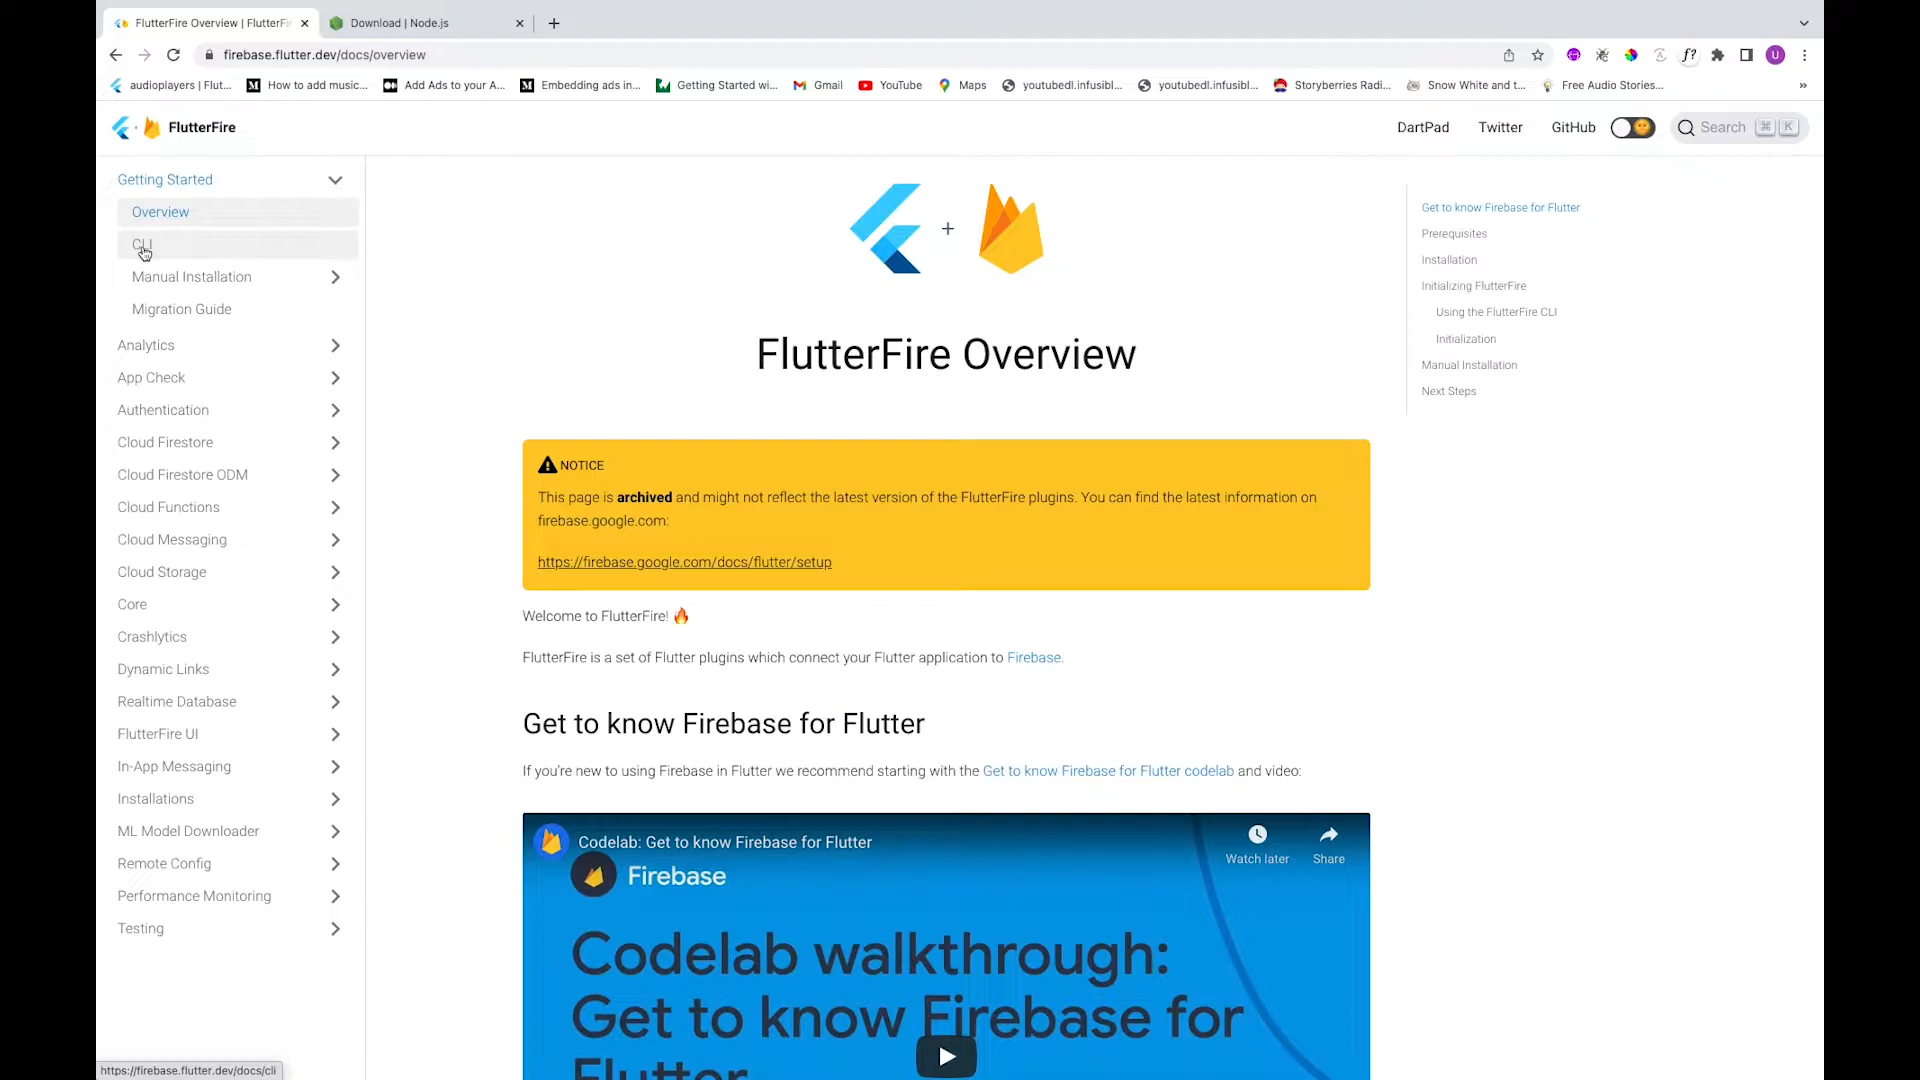 FlutterFire Overview | FlutterFir
Download | Node.js
firebase.flutter.dev/docs/overview
U
audioplayers | Flut...
How to add music...
Add Ads to your A...
Embedding ads in...
Getting Started wi...
Gmail
YouTube
Maps
youtubedl.infusibl...
youtubedl.infusibl...
Storyberries Radi...
Snow White and t...
Free Audio Stories...
FlutterFire
DartPad
Twitter
GitHub
Search ⌘ K
Getting Started
Overview
CLI
Manual Installation
Migration Guide
Analytics
App Check
Authentication
Cloud Firestore
Cloud Firestore ODM
Cloud Functions
Cloud Messaging
Cloud Storage
Core
Crashlytics
Dynamic Links
Realtime Database
FlutterFire UI
In-App Messaging
Installations
ML Model Downloader
Remote Config
Performance Monitoring
Testing
FlutterFire Overview
NOTICE
This page is archived and might not reflect the latest version of the FlutterFire plugins. You can find the latest information on
firebase.google.com:
https://firebase.google.com/docs/flutter/setup
Welcome to FlutterFire! 🔥
FlutterFire is a set of Flutter plugins which connect your Flutter application to Firebase.
Get to know Firebase for Flutter
If you're new to using Firebase in Flutter we recommend starting with the Get to know Firebase for Flutter codelab and video:
Codelab: Get to know Firebase for Flutter
Watch later
Share
Firebase
Codelab walkthrough:
Get to know Firebase for
Flutter
Get to know Firebase for Flutter
Prerequisites
Installation
Initializing FlutterFire
Using the FlutterFire CLI
Initialization
Manual Installation
Next Steps
https://firebase.flutter.dev/docs/cli